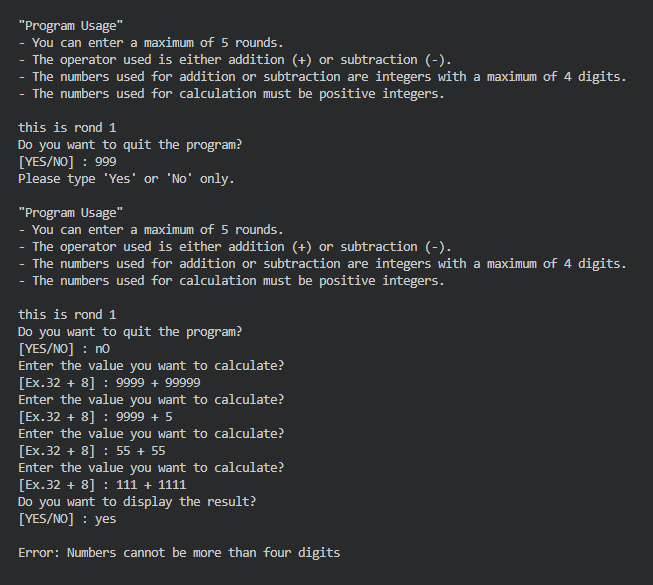 "Program Usage"
- You can enter a maximum of 5 rounds.
- The operator used is either addition (+) or subtraction (-).
- The numbers used for addition or subtraction are integers with a maximum of 4 digits.
- The numbers used for calculation must be positive integers.
this is rond 1
Do you want to quit the program?
[YES/NO] : 999
Please type 'Yes' or 'No' only.
"Program Usage"
- You can enter a maximum of 5 rounds.
- The operator used is either addition (+) or subtraction (-).
- The numbers used for addition or subtraction are integers with a maximum of 4 digits.
- The numbers used for calculation must be positive integers.
this is rond 1
Do you want to quit the program?
[YES/NO] : nO
Enter the value you want to calculate?
[Ex.32 + 8] : 9999 + 99999
Enter the value you want to calculate?
[Ex.32 + 8] : 9999 + 5
Enter the value you want to calculate?
[Ex.32 + 8] : 55 + 55
Enter the value you want to calculate?
[Ex.32 + 8] : 111 + 1111
Do you want to display the result?
[YES/NO] : yes
Error: Numbers cannot be more than four digits